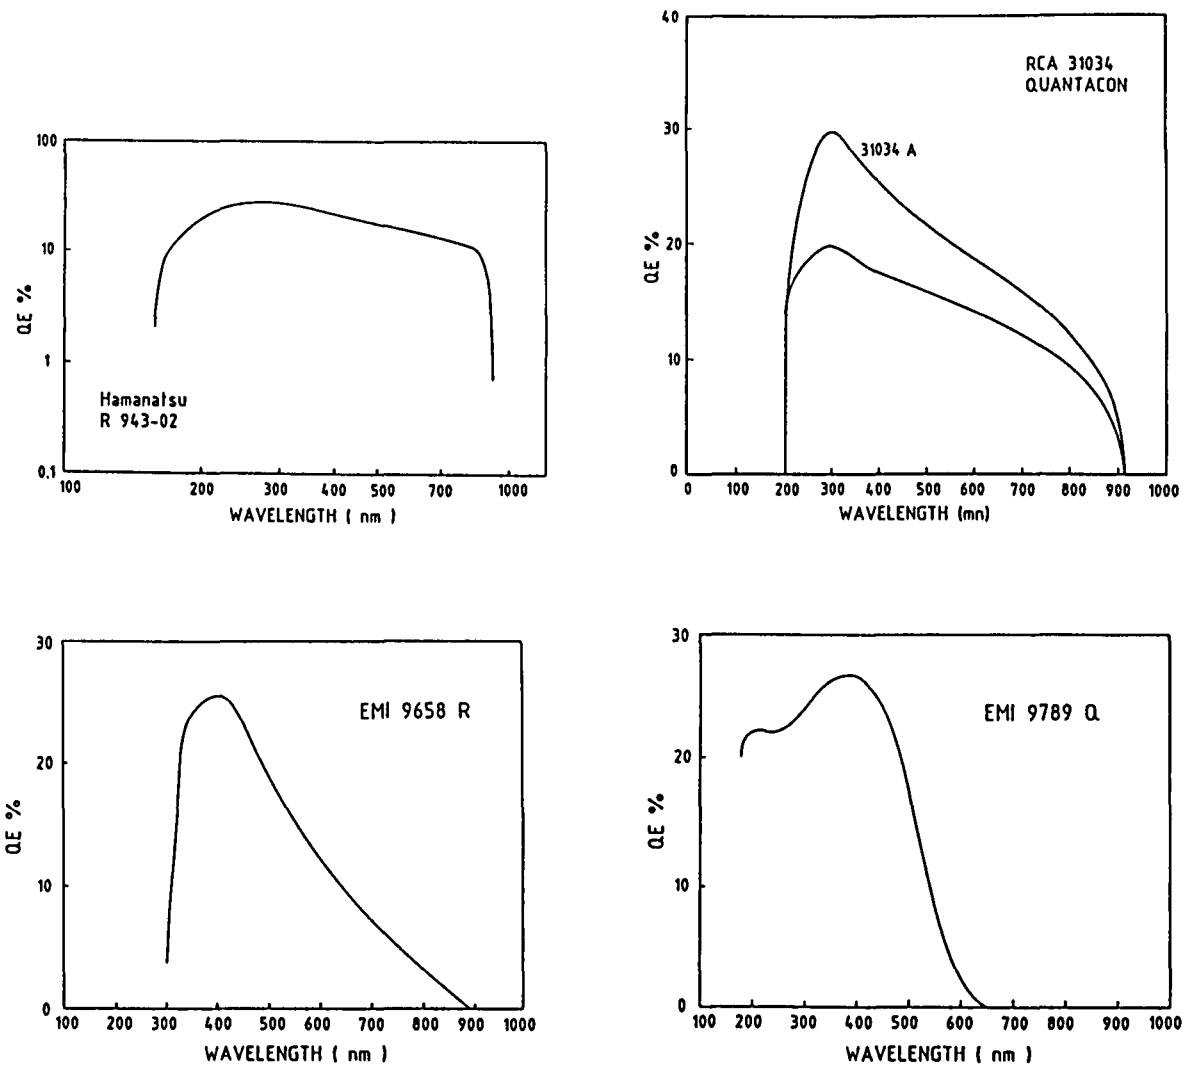 100
10
1
0.1
QE %
Hamanatsu
R 943-02
100 200 300 500 700 1000
WAVELENGTH ( nm )
40
30
20
10
0
QE %
RCA 31034
QUANTACON
31034 A
0 100 200 300 400 500 600 700 800 900 1000
WAVELENGTH (mn)
30
20
10
0
QE %
EMI 9658 R
100 200 300 400 500 600 700 800 900 1000
WAVELENGTH ( nm )
30
20
10
0
QE %
EMI 9789 Q
100 200 300 400 500 600 700 800 900 1000
WAVELENGTH ( nm )